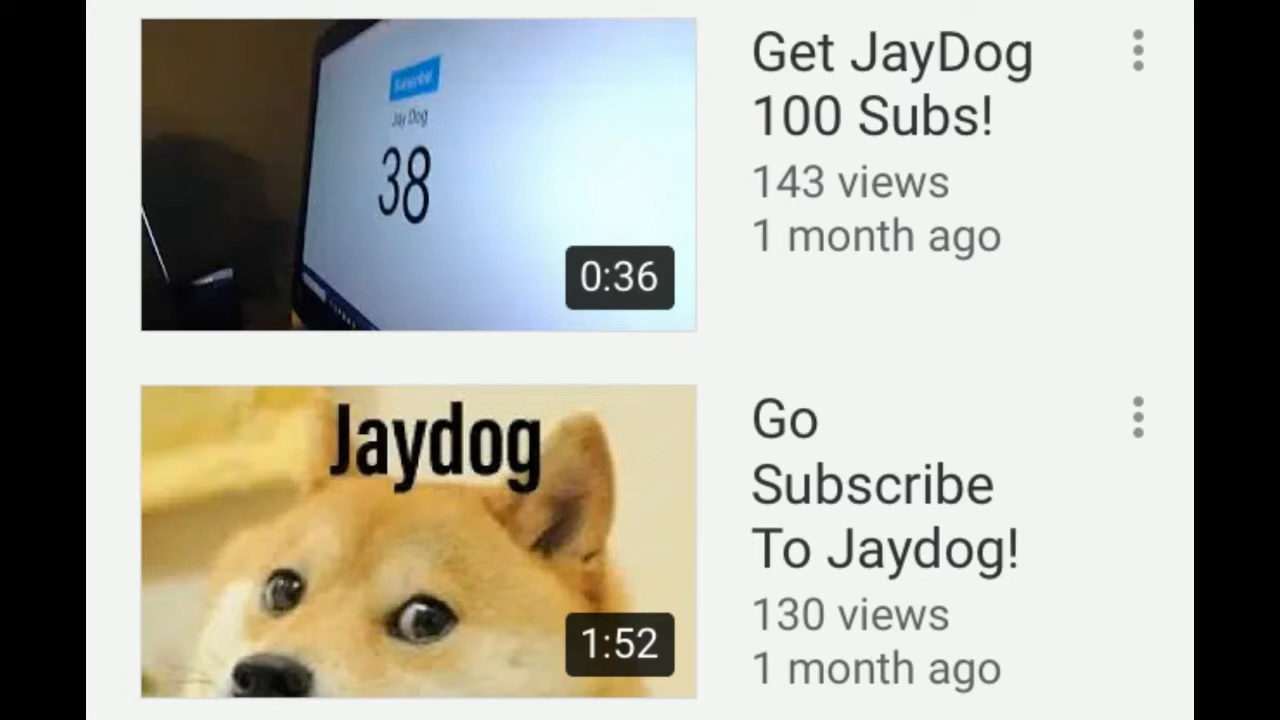 Subscribe
Jay Dog
38
0:36
Get JayDog
100 Subs!
143 views
1 month ago
Jaydog
1:52
Go
Subscribe
To Jaydog!
130 views
1 month ago